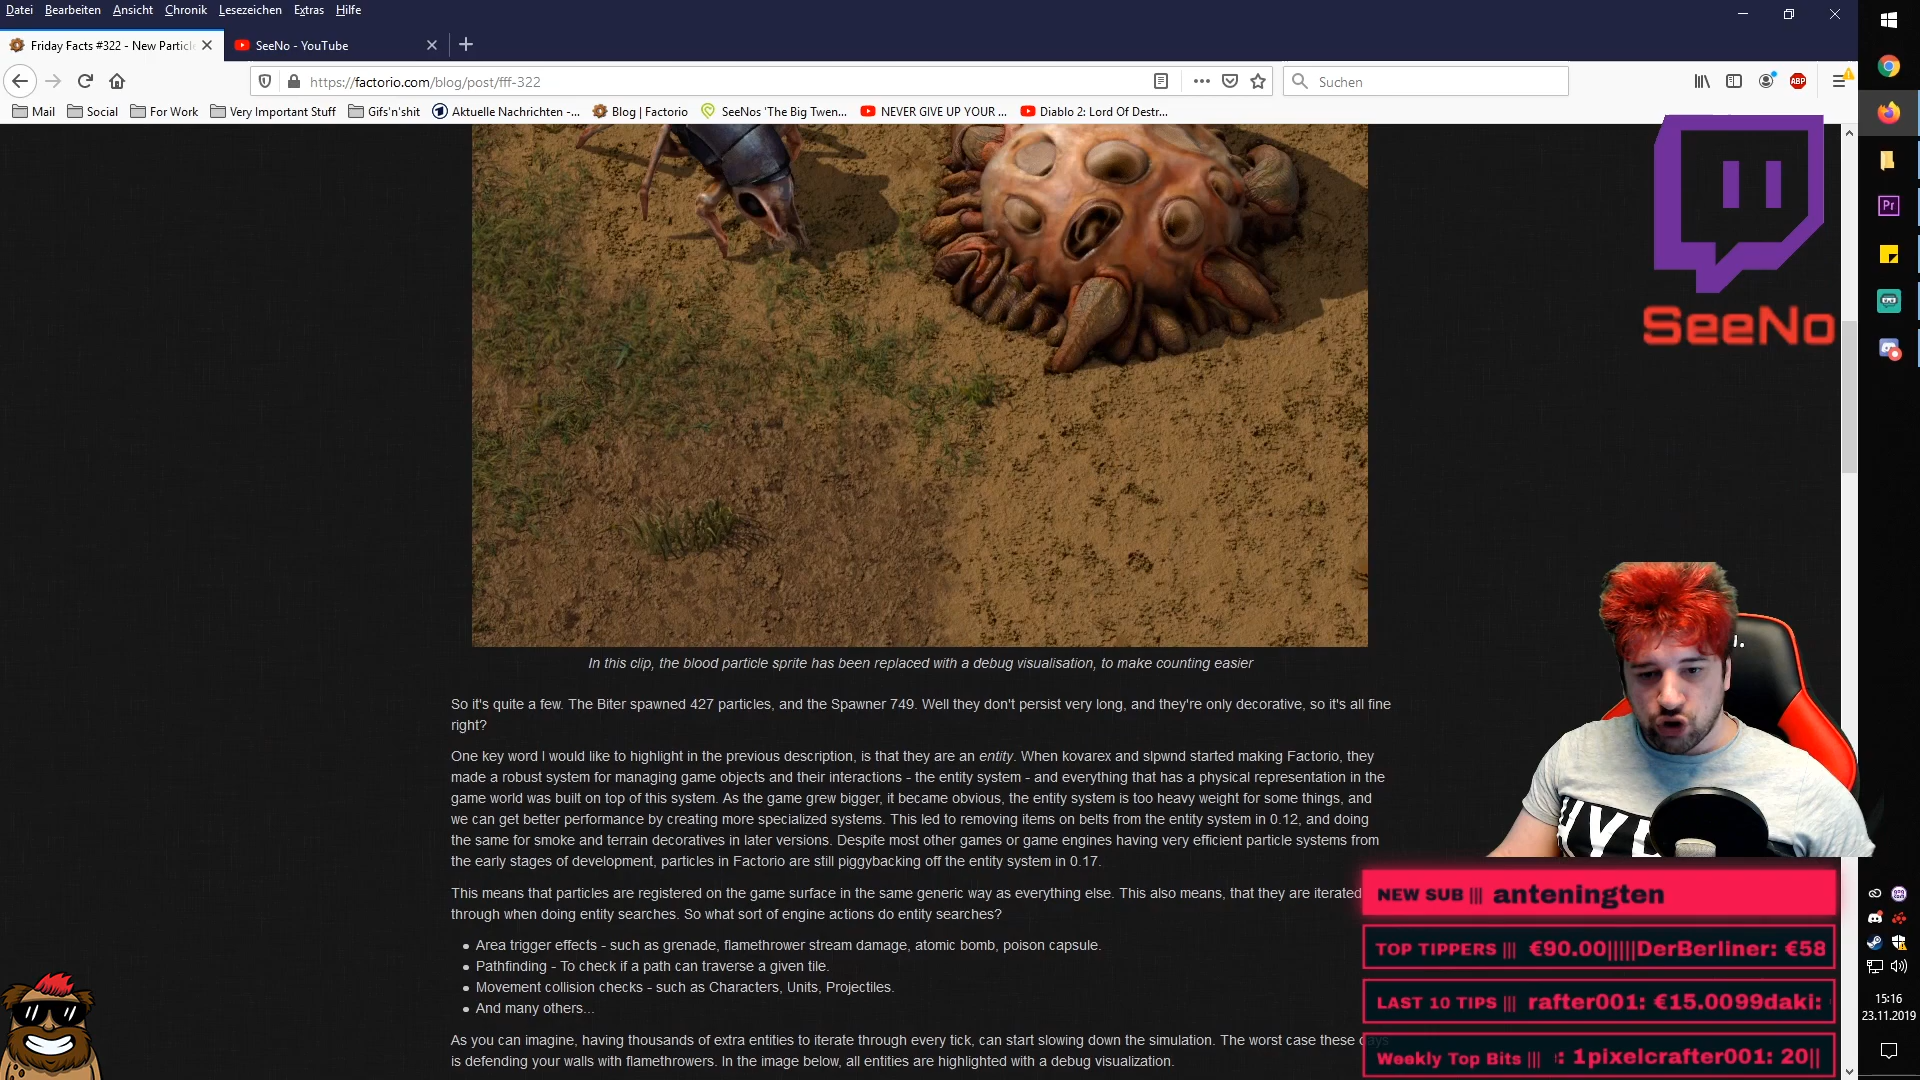 Datei Bearbeiten Ansicht Chronik Lesezeichen Extras Hilfe
Friday Facts #322 - New Particle
SeeNo - YouTube
https://factorio.com/blog/post/fff-322
Suchen
ABP
Mail Social For Work Very Important Stuff Gifs'n'shit Aktuelle Nachrichten -... Blog | Factorio SeeNos 'The Big Twen... NEVER GIVE UP YOUR ... Diablo 2: Lord Of Destr...
Pr
SeeNo
In this clip, the blood particle sprite has been replaced with a debug visualisation, to make counting easier
So it's quite a few. The Biter spawned 427 particles, and the Spawner 749. Well they don't persist very long, and they're only decorative, so it's all fine
right?
One key word I would like to highlight in the previous description, is that they are an entity. When kovarex and slpwnd started making Factorio, they
made a robust system for managing game objects and their interactions - the entity system - and everything that has a physical representation in the
game world was built on top of this system. As the game grew bigger, it became obvious, the entity system is too heavy weight for some things, and
we can get better performance by creating more specialized systems. This led to removing items on belts from the entity system in 0.12, and doing
the same for smoke and terrain decoratives in later versions. Despite most other games or game engines having very efficient particle systems from
the early stages of development, particles in Factorio are still piggybacking off the entity system in 0.17.
This means that particles are registered on the game surface in the same generic way as everything else. This also means, that they are iterated
through when doing entity searches. So what sort of engine actions do entity searches?
• Area trigger effects - such as grenade, flamethrower stream damage, atomic bomb, poison capsule.
• Pathfinding - To check if a path can traverse a given tile.
• Movement collision checks - such as Characters, Units, Projectiles.
• And many others...
As you can imagine, having thousands of extra entities to iterate through every tick, can start slowing down the simulation. The worst case these days
is defending your walls with flamethrowers. In the image below, all entities are highlighted with a debug visualization.
NEW SUB ||| anteningten
TOP TIPPERS ||| €90.00|||||DerBerliner: €58
LAST 10 TIPS ||| rafter001: €15.0099daki:
Weekly Top Bits ||| : 1pixelcrafter001: 20||
15:16
23.11.2019